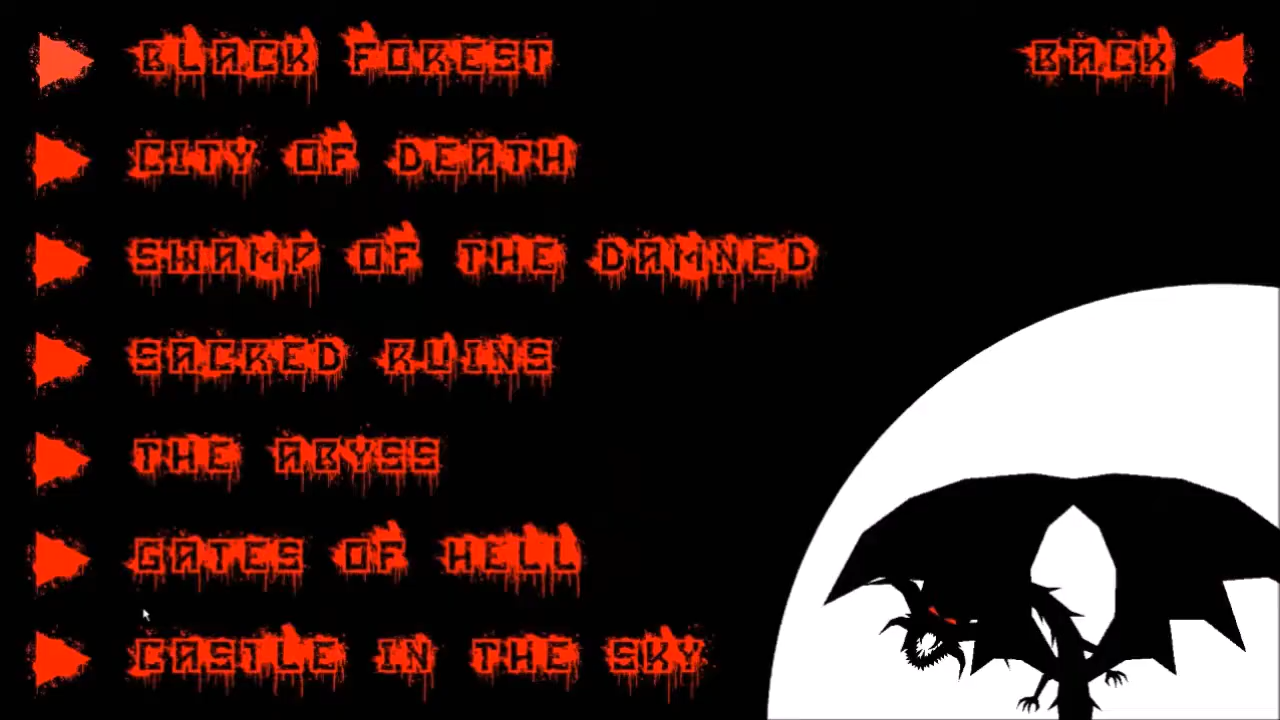 BLACK FOREST
BACK
CITY OF DEATH
SWAMP OF THE DAMNED
SACRED RUINS
THE ABYSS
GATES OF HELL
CASTLE IN THE SKY